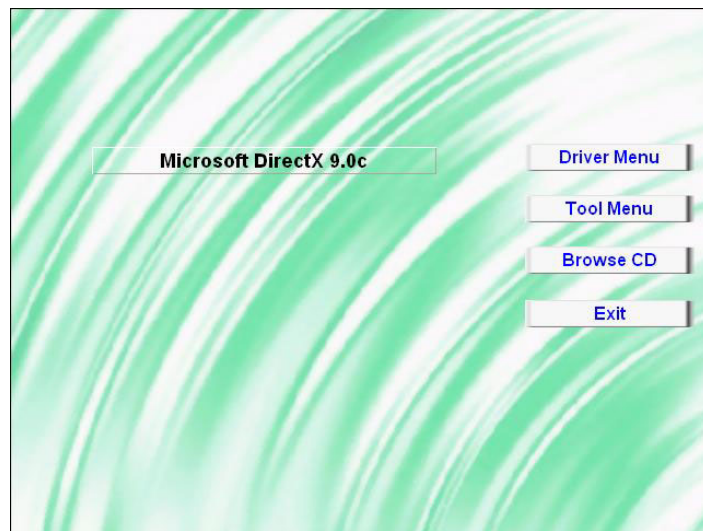 Microsoft DirectX 9.0c
Driver Menu
Tool Menu
Browse CD
Exit